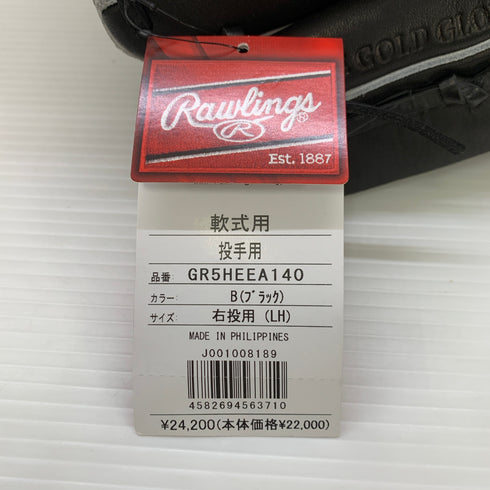 GOLD GLOV
Rawlings®
R
Est. 1887
軟式用
投手用
品番: GR5HEEA140
カラー: B(ﾌﾞﾗｯｸ)
サイズ: 右投用 (LH)
MADE IN PHILIPPINES
J001008189
4582694563710
¥24,200(本体価格¥22,000)